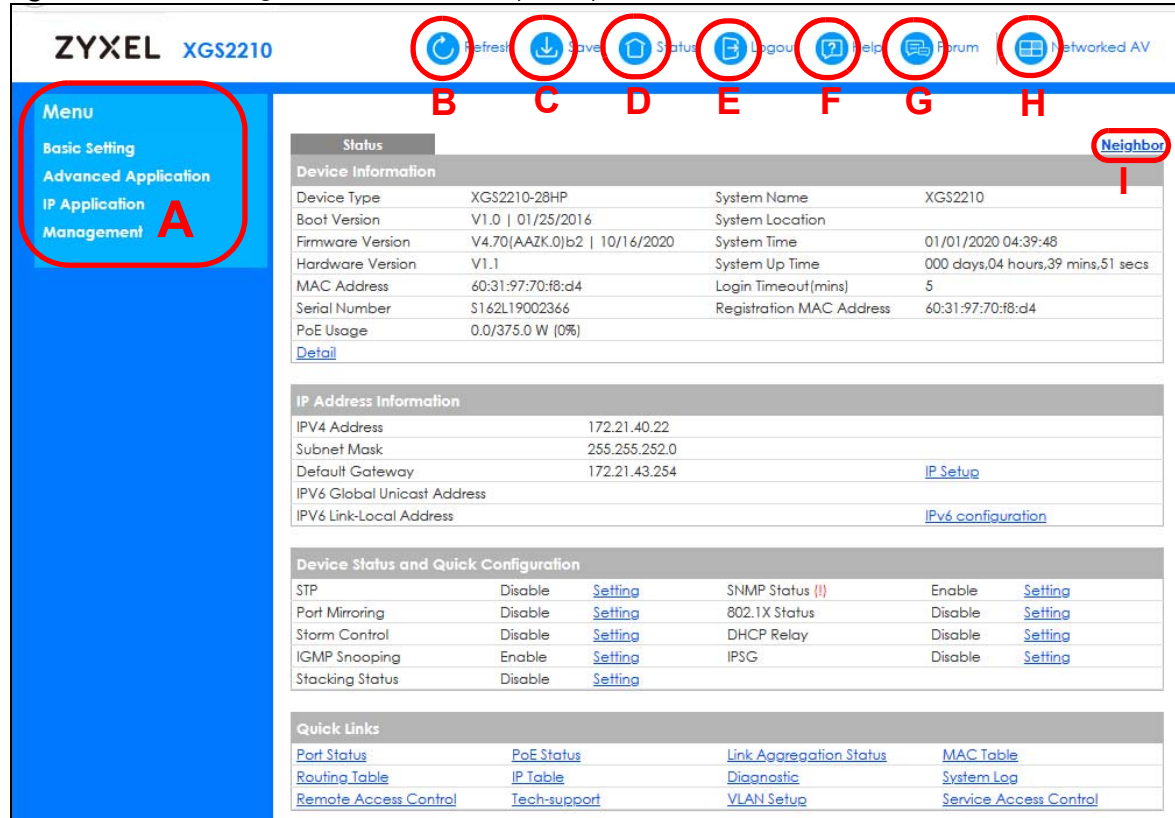 ZYXEL XGS2210 Refresh Save Status Logout Help Forum Networked AV
B C D E F G H
Menu
Basic Setting
Advanced Application
IP Application
Management
A
Status Neighbor
I
Device Information
Device Type XGS2210-28HP System Name XGS2210
Boot Version V1.0 | 01/25/2016 System Location
Firmware Version V4.70(AAZK.0)b2 | 10/16/2020 System Time 01/01/2020 04:39:48
Hardware Version V1.1 System Up Time 000 days,04 hours,39 mins,51 secs
MAC Address 60:31:97:70:f8:d4 Login Timeout(mins) 5
Serial Number S162L19002366 Registration MAC Address 60:31:97:70:f8:d4
PoE Usage 0.0/375.0 W (0%)
Detail
IP Address Information
IPV4 Address 172.21.40.22
Subnet Mask 255.255.252.0
Default Gateway 172.21.43.254 IP Setup
IPV6 Global Unicast Address
IPV6 Link-Local Address IPv6 configuration
Device Status and Quick Configuration
STP Disable Setting SNMP Status (!) Enable Setting
Port Mirroring Disable Setting 802.1X Status Disable Setting
Storm Control Disable Setting DHCP Relay Disable Setting
IGMP Snooping Enable Setting IPSG Disable Setting
Stacking Status Disable Setting
Quick Links
Port Status PoE Status Link Aggregation Status MAC Table
Routing Table IP Table Diagnostic System Log
Remote Access Control Tech-support VLAN Setup Service Access Control